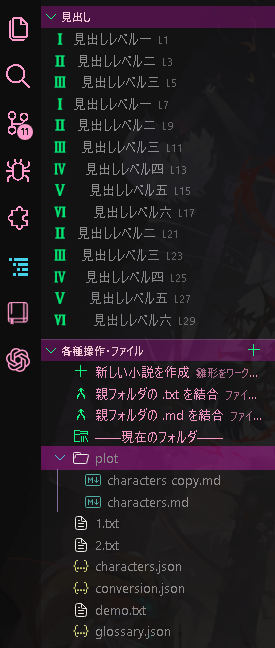 見出し
I 見出しレベル一 L1
II 見出しレベル二 L3
III 見出しレベル三 L5
I 見出しレベル一 L7
II 見出しレベル二 L9
III 見出しレベル三 L11
IV 見出しレベル四 L13
V 見出しレベル五 L15
VI 見出しレベル六 L17
II 見出しレベル二 L21
III 見出しレベル三 L23
IV 見出しレベル四 L25
V 見出しレベル五 L27
VI 見出しレベル六 L29
11
各種操作・ファイル
新しい小説を作成 雛形をワーク...
親フォルダの .txt を結合 ファイ...
親フォルダの .md を結合 ファイ...
――現在のフォルダ――
plot
characters copy.md
characters.md
1.txt
2.txt
characters.json
conversion.json
demo.txt
glossary.json